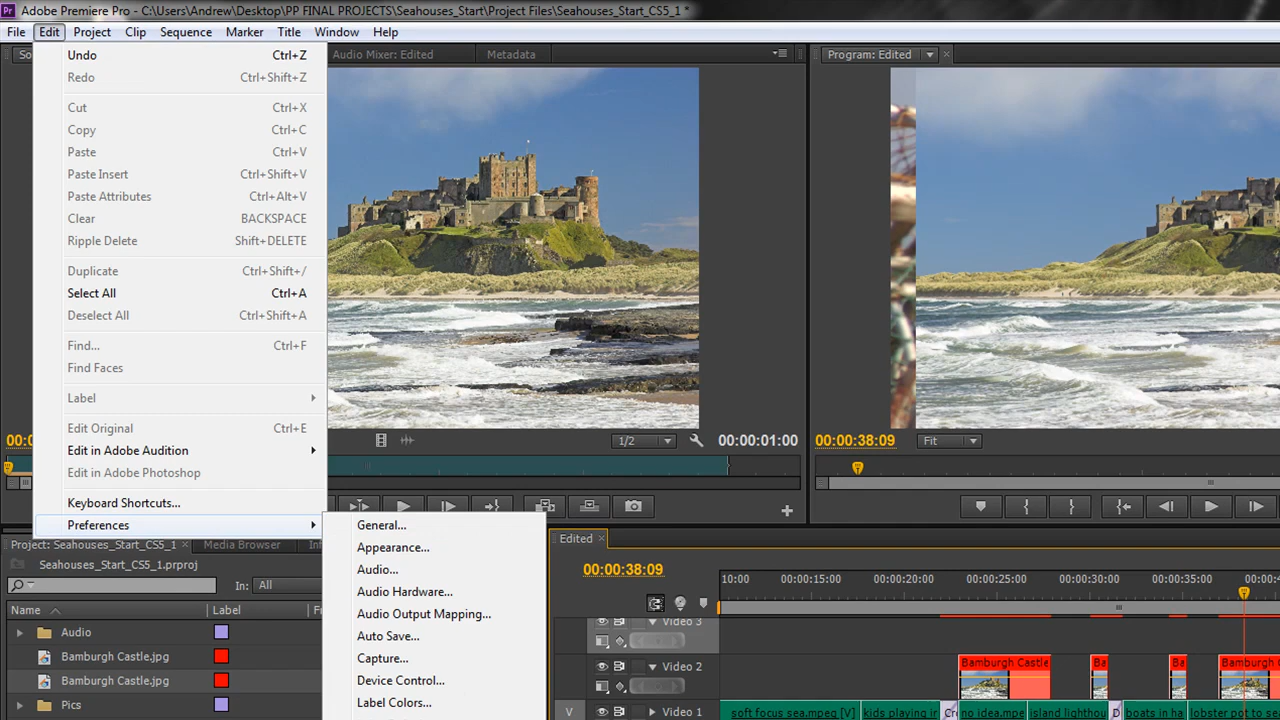 Pr Adobe Premiere Pro - C:\Users\Andrew\Desktop\PP FINAL PROJECTS\Seahouses_Start\Project Files\Seahouses_Start_CS5_1 *
File Edit Project Clip Sequence Marker Title Window Help
So Audio Mixer: Edited Metadata Program: Edited
Undo Ctrl+Z
Redo Ctrl+Shift+Z
Cut Ctrl+X
Copy Ctrl+C
Paste Ctrl+V
Paste Insert Ctrl+Shift+V
Paste Attributes Ctrl+Alt+V
Clear BACKSPACE
Ripple Delete Shift+DELETE
Duplicate Ctrl+Shift+/
Select All Ctrl+A
Deselect All Ctrl+Shift+A
Find... Ctrl+F
Find Faces
Label
Edit Original Ctrl+E
Edit in Adobe Audition
Edit in Adobe Photoshop
Keyboard Shortcuts...
Preferences
General...
Appearance...
Audio...
Audio Hardware...
Audio Output Mapping...
Auto Save...
Capture...
Device Control...
Label Colors...
00:0 1/2 00:00:01:00 00:00:38:09 Fit
Project: Seahouses_Start_CS5_1 Media Browser In
Seahouses_Start_CS5_1.prproj
In: All
Name Label F
Audio
Bamburgh Castle.jpg
Bamburgh Castle.jpg
Pics
Edited
00:00:38:09
10:00 00:00:15:00 00:00:20:00 00:00:25:00 00:00:30:00 00:00:35:00 00:00:4
Video 3
Video 2
Bamburgh Castle Ba Ba Bamburgh C
V Video 1
soft focus sea.mpeg [V] kids playing ir Cr no idea.mpe island lighthou D boats in ha lobster pot to se